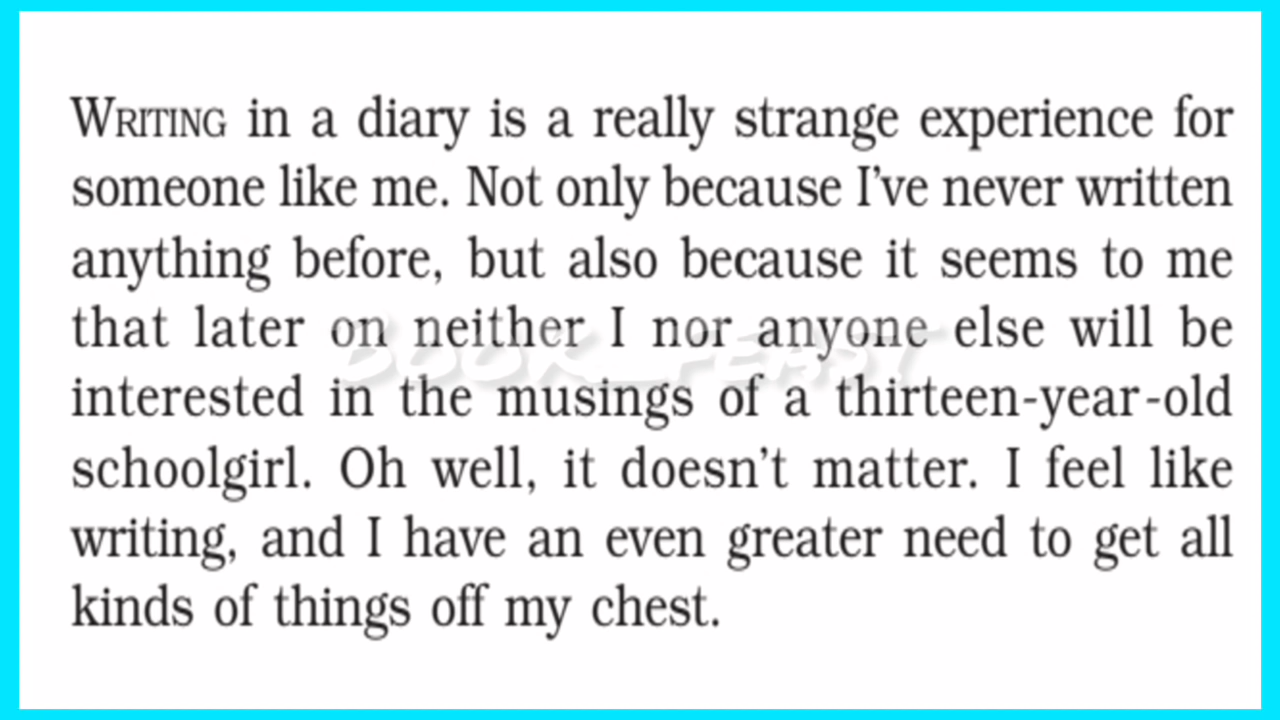 WRITING in a diary is a really strange experience for
someone like me. Not only because I’ve never written
anything before, but also because it seems to me
that later on neither I nor anyone else will be
interested in the musings of a thirteen-year-old
schoolgirl. Oh well, it doesn’t matter. I feel like
writing, and I have an even greater need to get all
kinds of things off my chest.
BOOK_FEAST